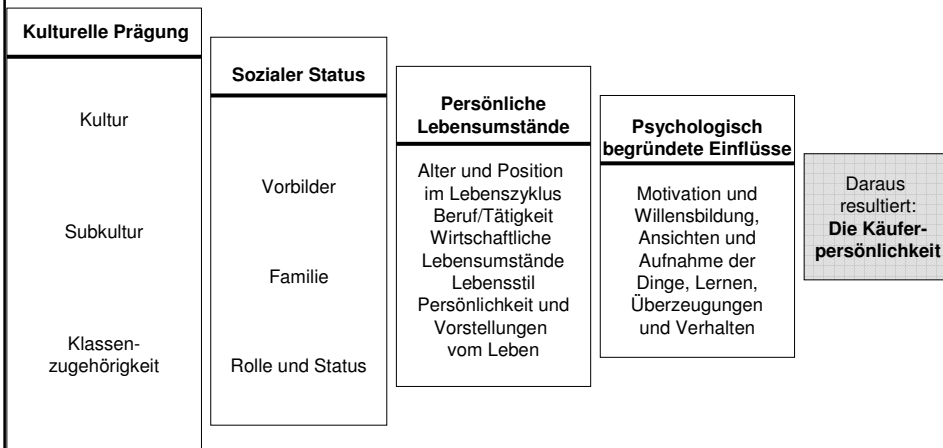 Kulturelle Prägung
Kultur
Subkultur
Klassen-
zugehörigkeit
Sozialer Status
Vorbilder
Familie
Rolle und Status
Persönliche
Lebensumstände
Alter und Position
im Lebenszyklus
Beruf/Tätigkeit
Wirtschaftliche
Lebensumstände
Lebensstil
Persönlichkeit und
Vorstellungen
vom Leben
Psychologisch
begründete Einflüsse
Motivation und
Willensbildung,
Ansichten und
Aufnahme der
Dinge, Lernen,
Überzeugungen
und Verhalten
Daraus
resultiert:
Die Käufer-
persönlichkeit